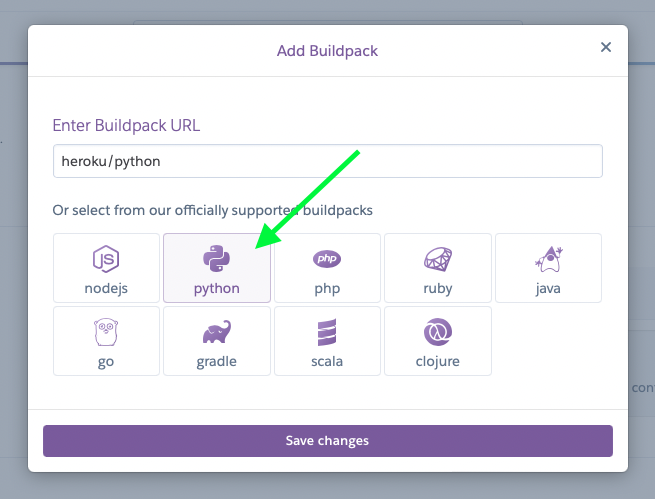 Add Buildpack
Enter Buildpack URL
heroku/python
Or select from our officially supported buildpacks
JS php
nodejs python php ruby java
go gradle scala clojure
Save changes
con